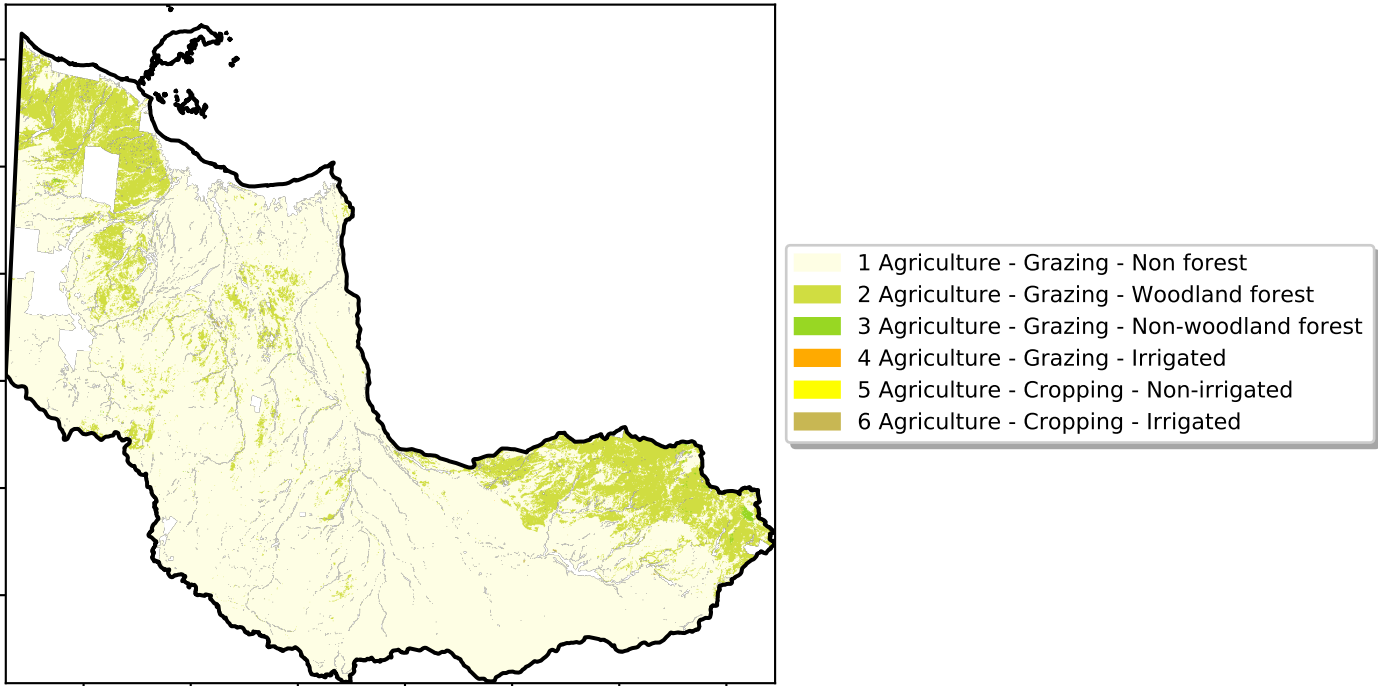 1 Agriculture - Grazing - Non forest
2 Agriculture - Grazing - Woodland forest
3 Agriculture - Grazing - Non-woodland forest
4 Agriculture - Grazing - Irrigated
5 Agriculture - Cropping - Non-irrigated
6 Agriculture - Cropping - Irrigated